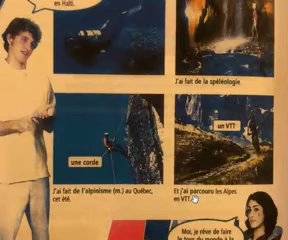 en Haïti.
J'ai fait de la spéléologie
une corde
un VTT
J'ai fait de l'alpinisme (m.) au Québec,
cet été.
Et j'ai parcouru les Alpes
en VTT.
Moi, je rêve de faire
le tour du monde à la